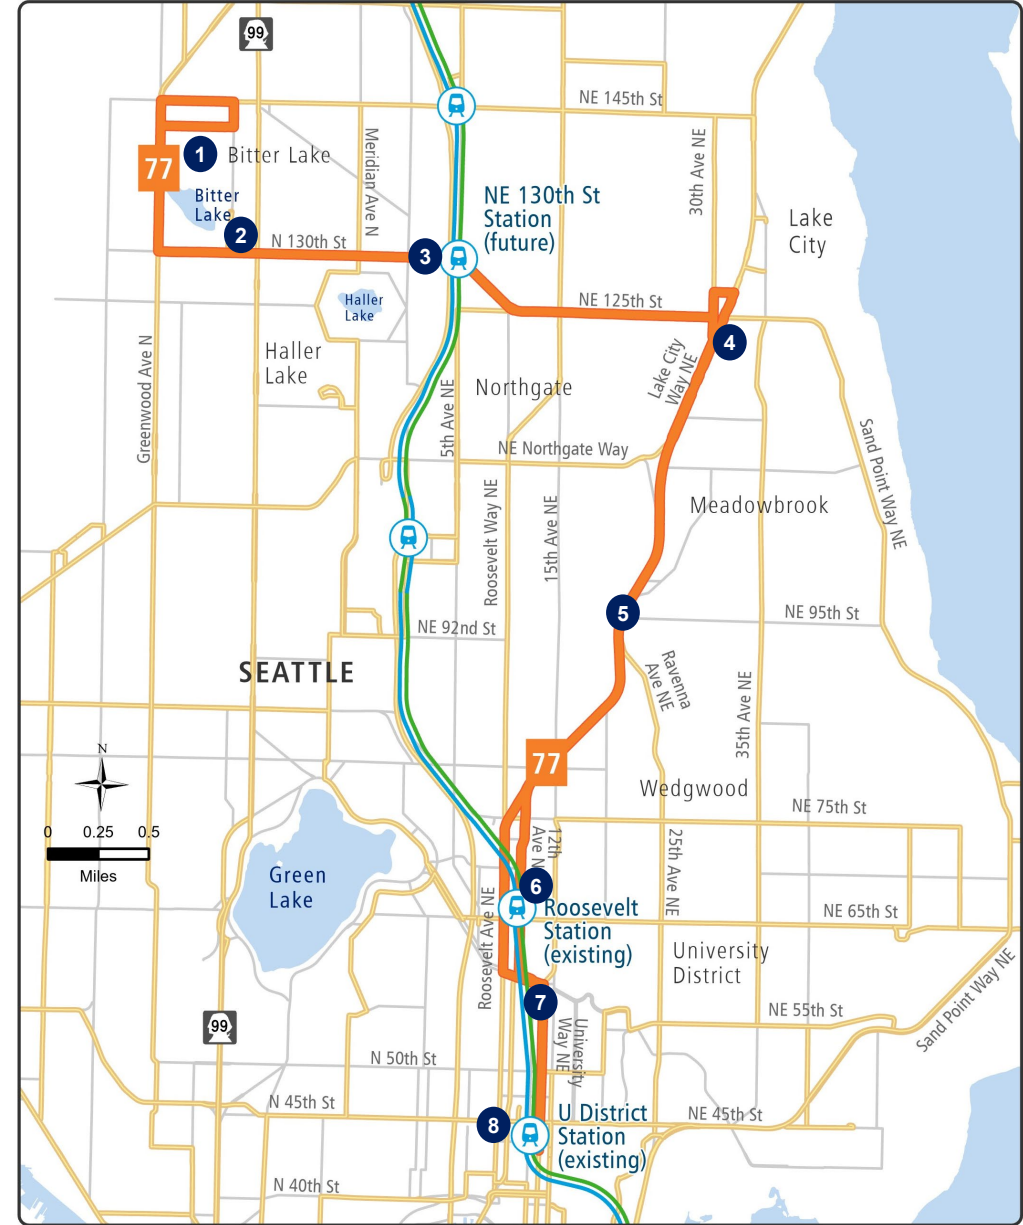 99
NE 145th St
1
Bitter Lake
77
Meridian Ave N
30th Ave NE
Bitter
Lake
NE 130th St
Station
(future)
Lake
City
2
N 130th St
3
Haller
Lake
NE 125th St
4
Greenwood Ave N
Haller
Lake
Lake City
Way NE
5th Ave NE
Northgate
NE Northgate Way
Sand Point Way NE
Roosevelt Way NE
15th Ave NE
Meadowbrook
5
NE 95th St
NE 92nd St
SEATTLE
Ravenna
Ave NE
35th Ave NE
N
77
Wedgwood
0 0.25 0.5
Miles
NE 75th St
12th
Ave N
25th Ave NE
Green
Lake
6
Roosevelt
Station
(existing)
Roosevelt Ave NE
NE 65th St
University
District
7
99
NE 55th St
Sand Point Way NE
University
Way NE
N 50th St
N 45th St
8
U District
Station
(existing)
NE 45th St
N 40th St